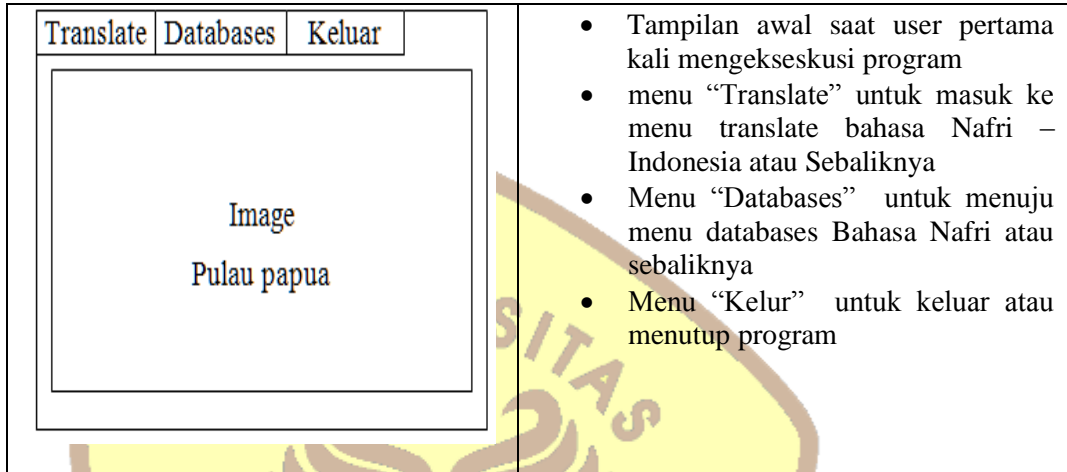 Translate Databases Keluar
Image
Pulau papua
• Tampilan awal saat user pertama
kali mengekseskusi program
• menu “Translate” untuk masuk ke
menu translate bahasa Nafri –
Indonesia atau Sebaliknya
• Menu “Databases” untuk menuju
menu databases Bahasa Nafri atau
sebaliknya
• Menu “Kelur” untuk keluar atau
menutup program
SITAS